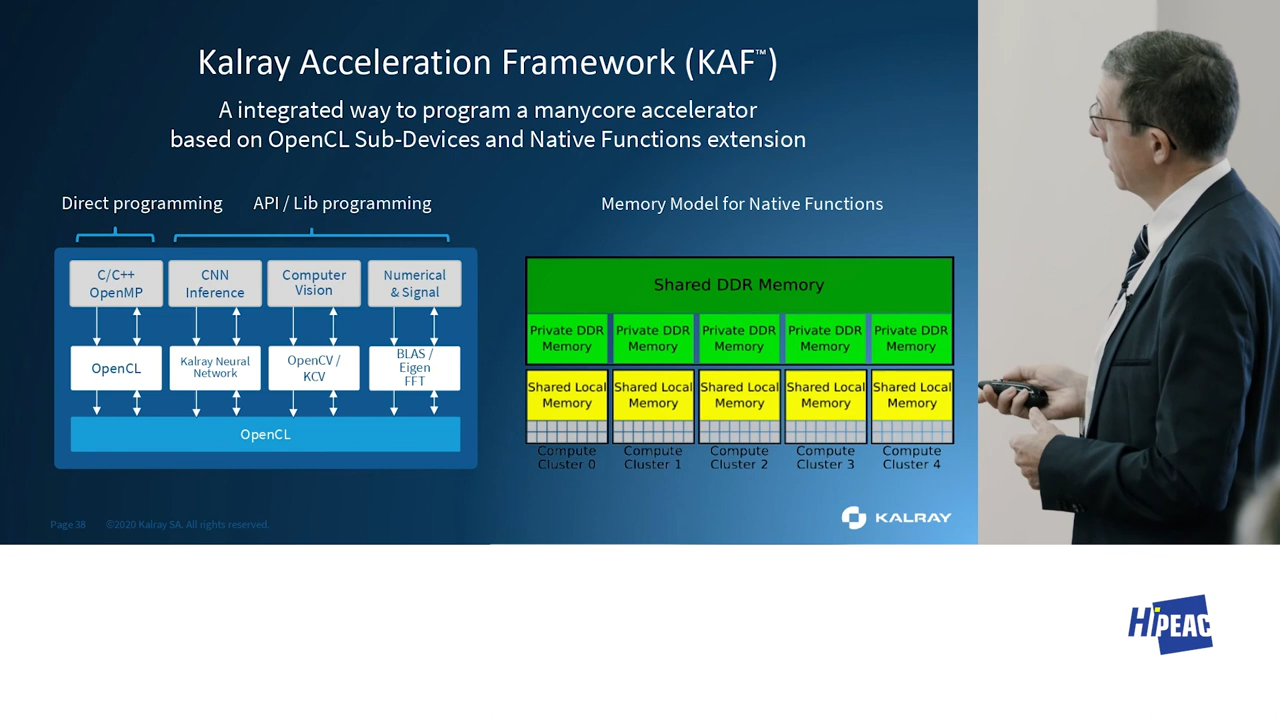 Kalray Acceleration Framework (KAF™)
A integrated way to program a manycore accelerator
based on OpenCL Sub-Devices and Native Functions extension
Direct programming
API / Lib programming
C/C++
OpenMP
CNN
Inference
Computer
Vision
Numerical
& Signal
OpenCL
Kalray Neural
Network
OpenCV /
KCV
BLAS /
Eigen
FFT
OpenCL
Memory Model for Native Functions
Shared DDR Memory
Private DDR
Memory
Private DDR
Memory
Private DDR
Memory
Private DDR
Memory
Private DDR
Memory
Shared Local
Memory
Shared Local
Memory
Shared Local
Memory
Shared Local
Memory
Shared Local
Memory
Compute
Cluster 0
Compute
Cluster 1
Compute
Cluster 2
Compute
Cluster 3
Compute
Cluster 4
Page 38 ©2020 Kalray SA. All rights reserved.
KALRAY
HiPEAC